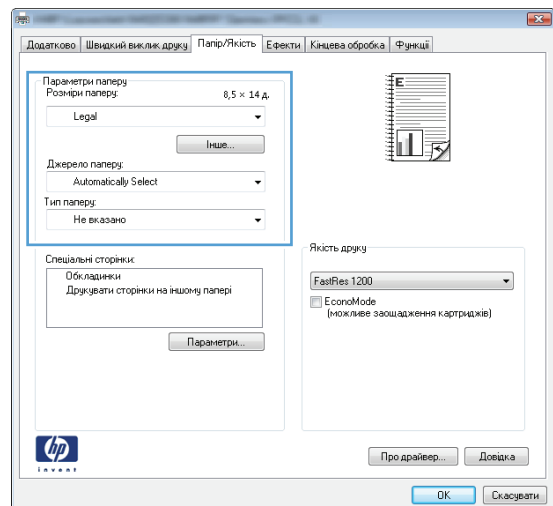 Додатково Швидкий виклик друку Папір/Якість Ефекти Кінцева обробка Функції
Параметри паперу
Розміри паперу: 8,5 × 14 д.
Legal
Інше...
Джерело паперу:
Automatically Select
Тип паперу:
Не вказано
Спеціальні сторінки:
Обкладинки
Друкувати сторінки на іншому папері
Параметри...
E
Якість друку
FastRes 1200
EconoMode
(можливе заощадження картриджів)
hp
invent
Про драйвер... Довідка
OK Скасувати